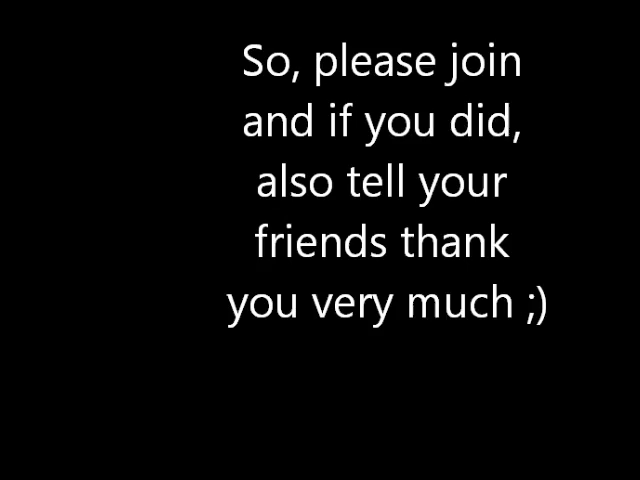 So, please join
and if you did,
also tell your
friends thank
you very much ;)